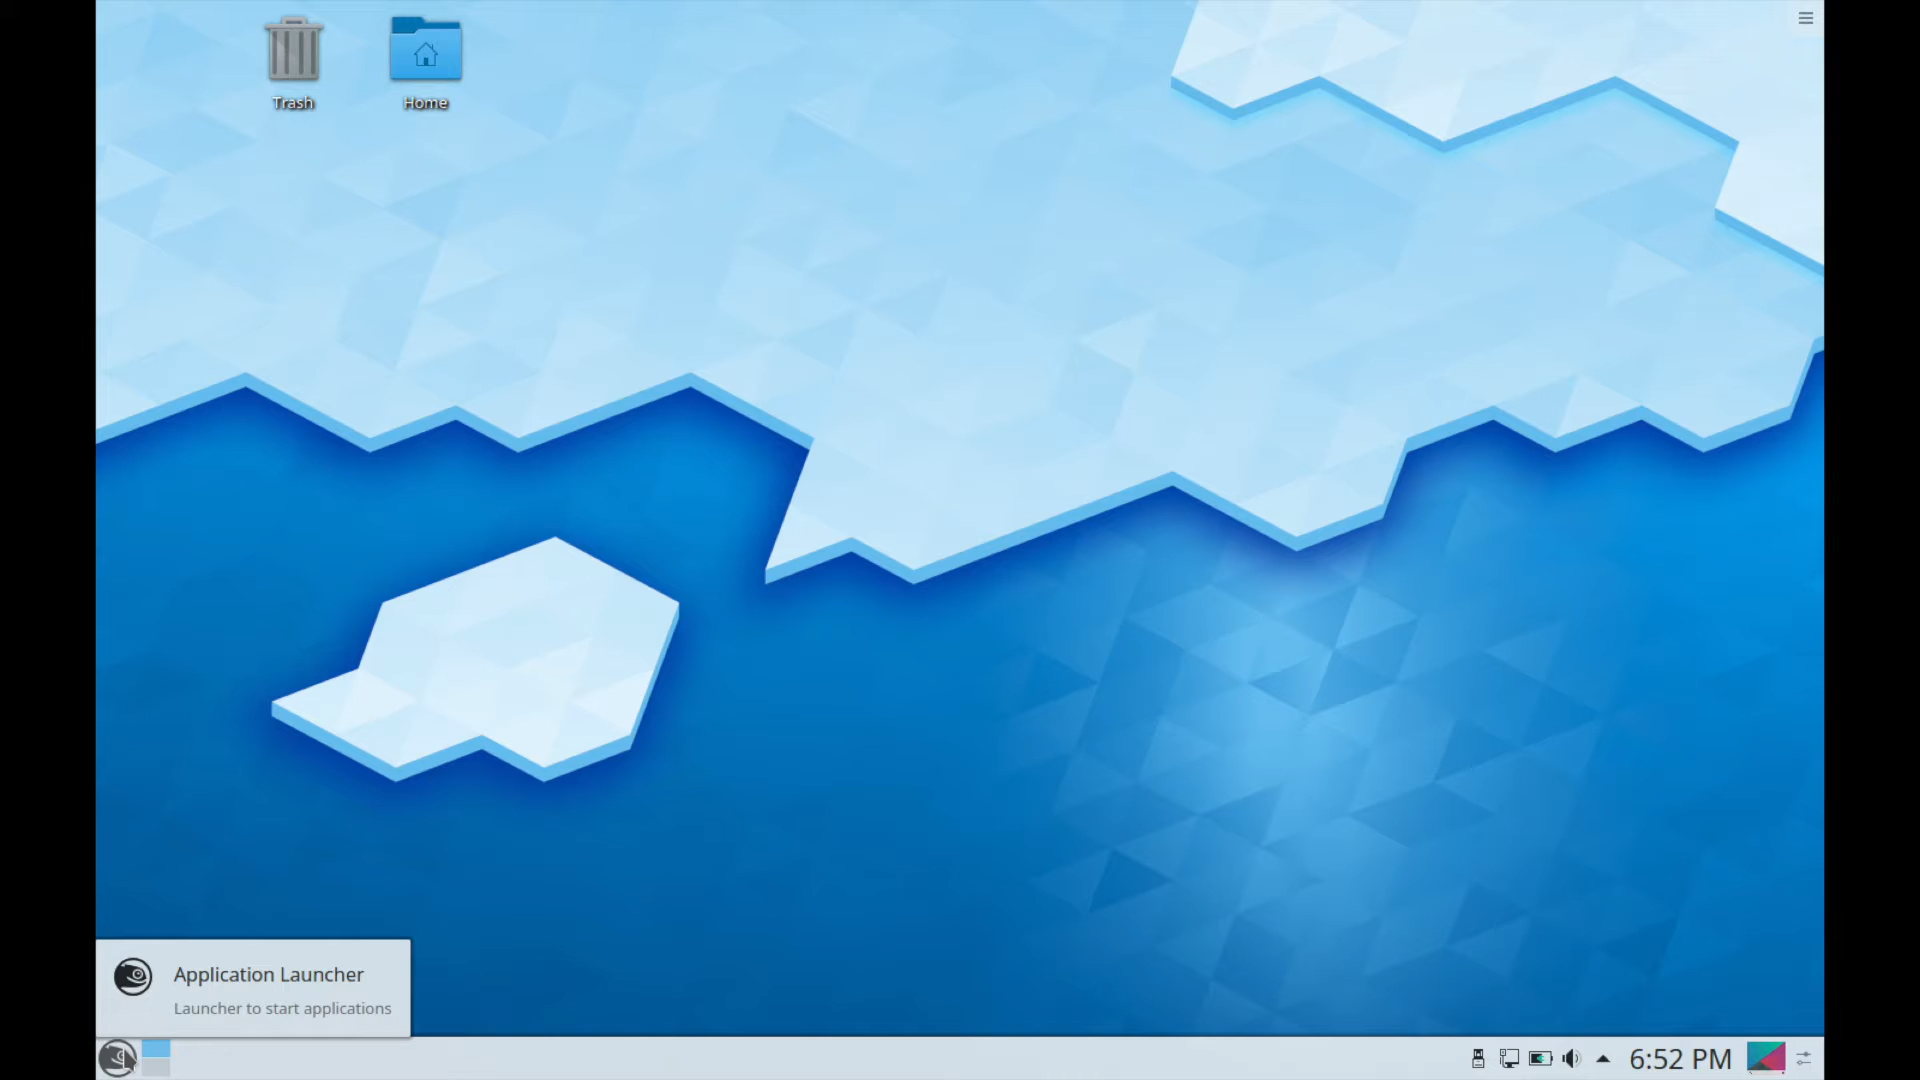 Trash
Home
Application Launcher
Launcher to start applications
6:52 PM